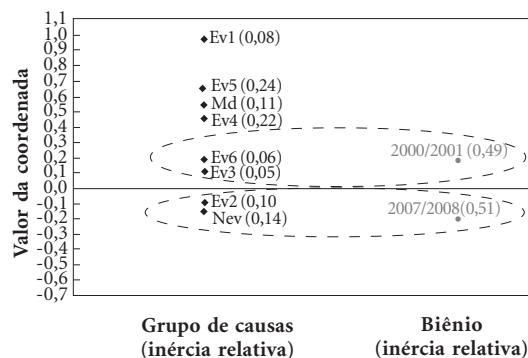 Valor da coordenada
1,1
1,0
0,9
0,8
0,7
0,6
0,5
0,4
0,3
0,2
0,1
0,0
-0,1
-0,2
-0,3
-0,4
-0,5
-0,6
-0,7
Ev1 (0,08)
Ev5 (0,24)
Md (0,11)
Ev4 (0,22)
2000/2001 (0,49)
Ev6 (0,06)
Ev3 (0,05)
Ev2 (0,10
Nev (0,14)
2007/2008(0,51)
Grupo de causas
(inércia relativa)
Biênio
(inércia relativa)